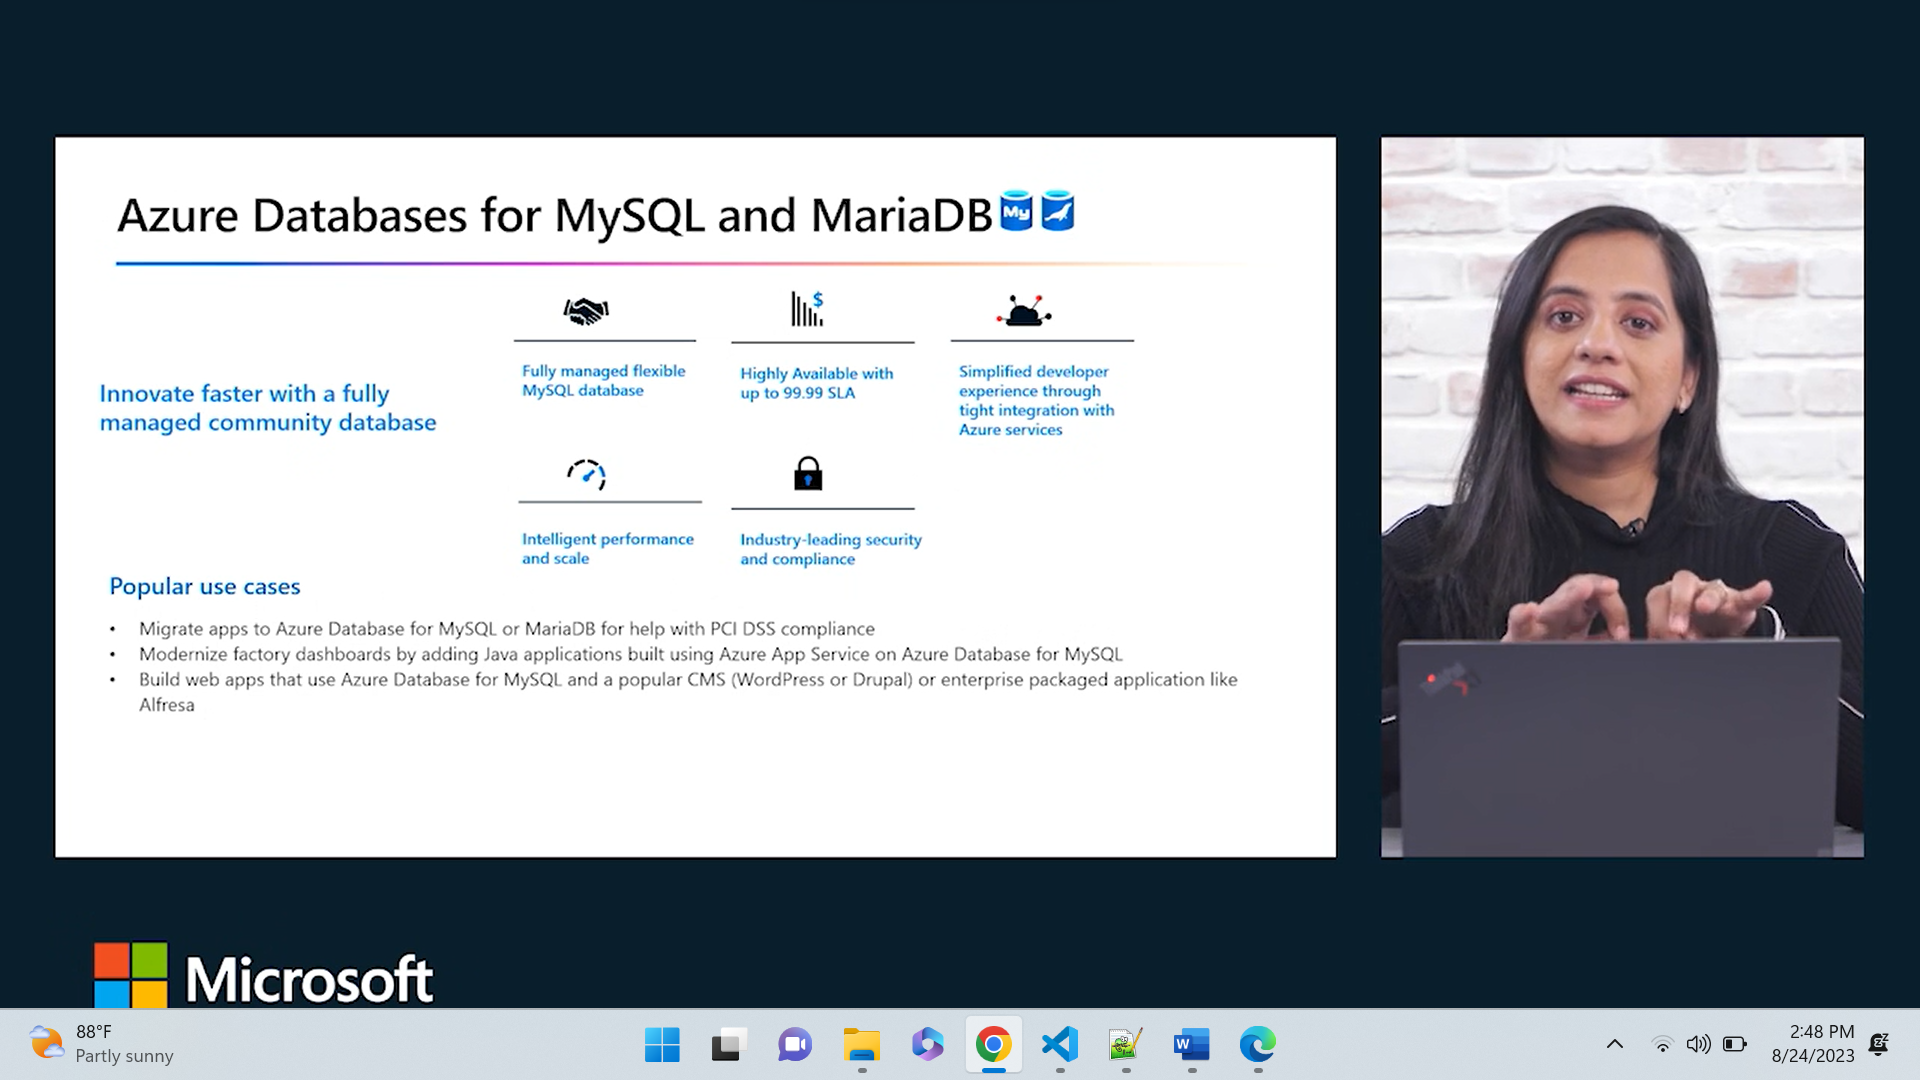 Azure Databases for MySQL and MariaDB
My
Innovate faster with a fully
managed community database
$
Fully managed flexible
MySQL database
Highly Available with
up to 99.99 SLA
Simplified developer
experience through
tight integration with
Azure services
Intelligent performance
and scale
Industry-leading security
and compliance
Popular use cases
• Migrate apps to Azure Database for MySQL or MariaDB for help with PCI DSS compliance
• Modernize factory dashboards by adding Java applications built using Azure App Service on Azure Database for MySQL
• Build web apps that use Azure Database for MySQL and a popular CMS (WordPress or Drupal) or enterprise packaged application like
Alfresa
Microsoft
88°F
Partly sunny
W
2:48 PM
8/24/2023